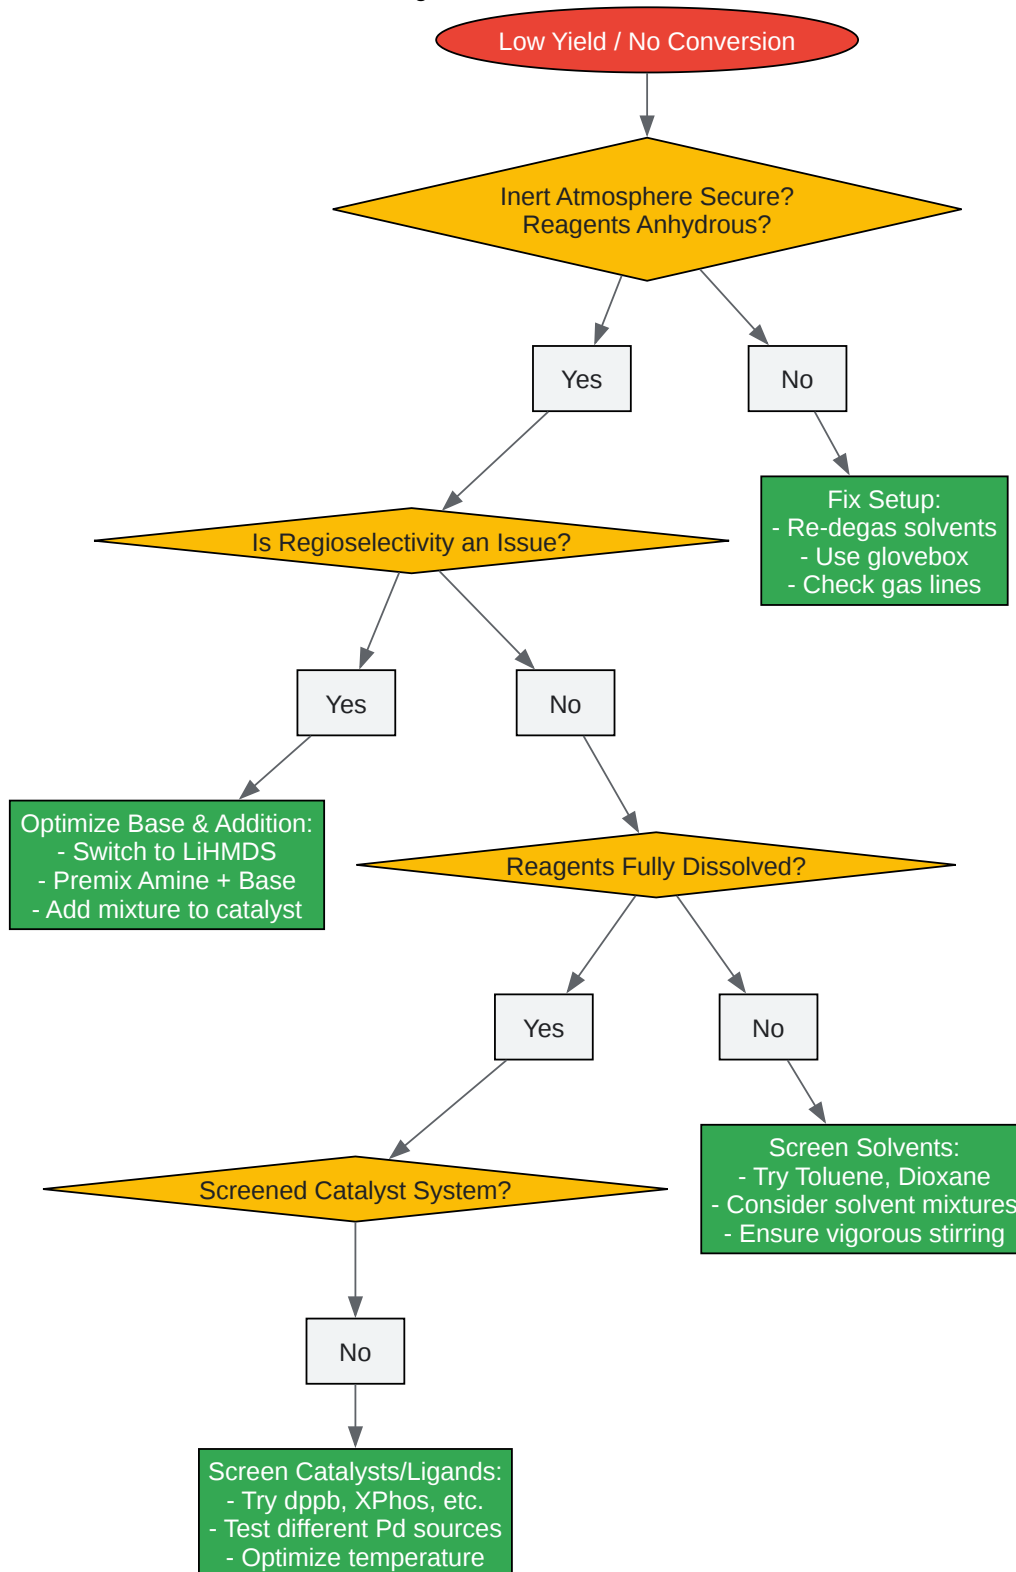 Low Yield / No Conversion
Inert Atmosphere Secure?
Reagents Anhydrous?
Yes
No
Fix Setup:
- Re-degas solvents
- Use glovebox
- Check gas lines
Is Regioselectivity an Issue?
Yes
No
Optimize Base & Addition:
- Switch to LiHMDS
- Premix Amine + Base
- Add mixture to catalyst
Reagents Fully Dissolved?
Yes
No
Screen Solvents:
- Try Toluene, Dioxane
- Consider solvent mixtures
- Ensure vigorous stirring
Screened Catalyst System?
No
Screen Catalysts/Ligands:
- Try dppb, XPhos, etc.
- Test different Pd sources
- Optimize temperature